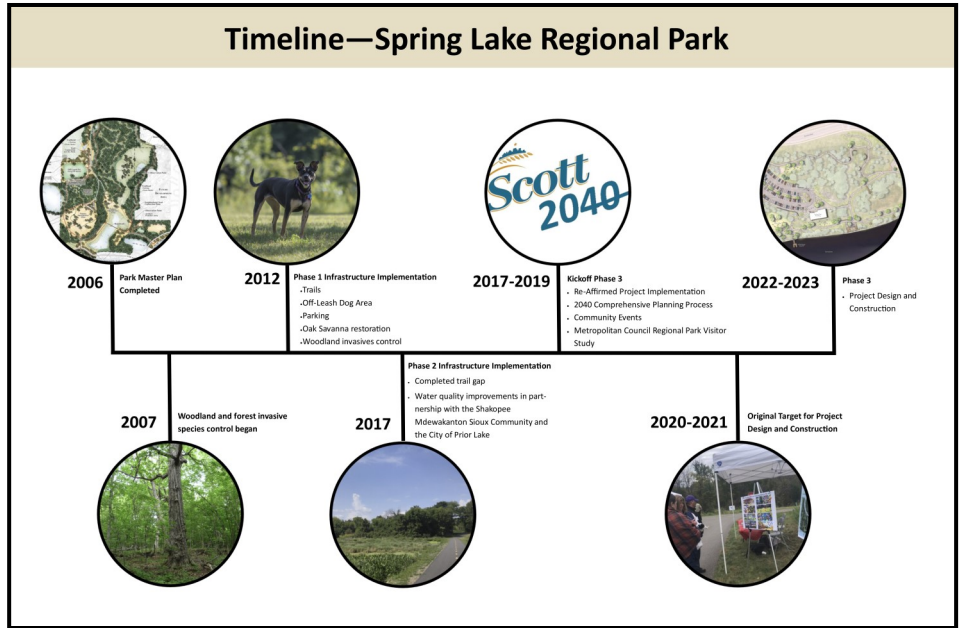 Timeline—Spring Lake Regional Park
2006
Park Master Plan
Completed
2012
Phase 1 Infrastructure Implementation
•Trails
•Off-Leash Dog Area
•Parking
•Oak Savanna restoration
•Woodland invasives control
Scott
2040
2017-2019
Kickoff Phase 3
• Re-Affirmed Project Implementation
• 2040 Comprehensive Planning Process
• Community Events
• Metropolitan Council Regional Park Visitor
Study
2022-2023
Phase 3
• Project Design and
Construction
2007
Woodland and forest invasive
species control began
2017
Phase 2 Infrastructure Implementation
• Completed trail gap
• Water quality improvements in part-
nership with the Shakopee
Mdewakanton Sioux Community and
the City of Prior Lake
2020-2021
Original Target for Project
Design and Construction